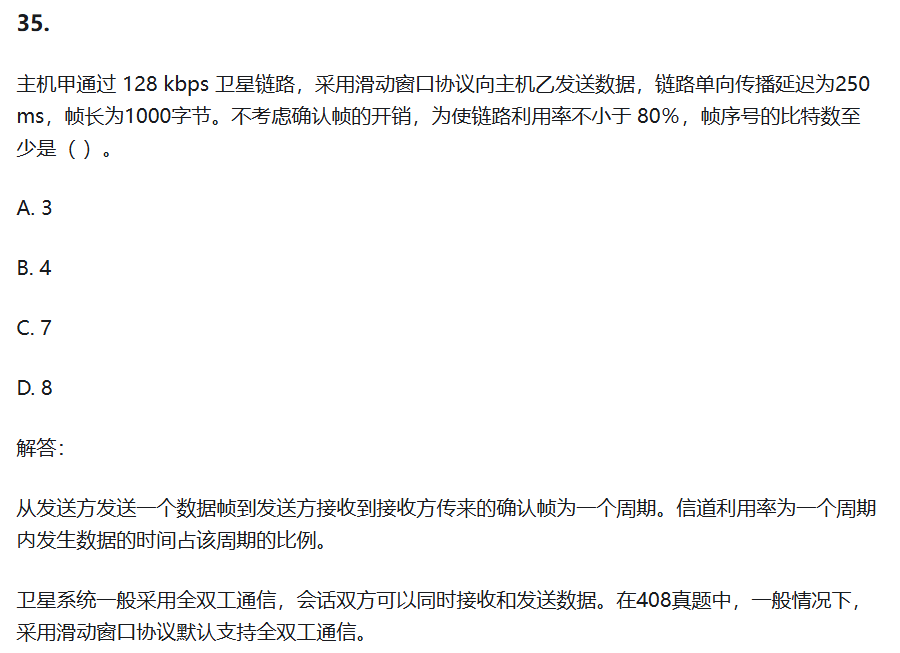 35.
主机甲通过 128 kbps 卫星链路，采用滑动窗口协议向主机乙发送数据，链路单向传播延迟为250
ms，帧长为1000字节。不考虑确认帧的开销，为使链路利用率不小于 80%，帧序号的比特数至
少是（ ）。
A. 3
B. 4
C. 7
D. 8
解答：
从发送方发送一个数据帧到发送方接收到接收方传来的确认帧为一个周期。信道利用率为一个周期
内发生数据的时间占该周期的比例。
卫星系统一般采用全双工通信，会话双方可以同时接收和发送数据。在408真题中，一般情况下，
采用滑动窗口协议默认支持全双工通信。